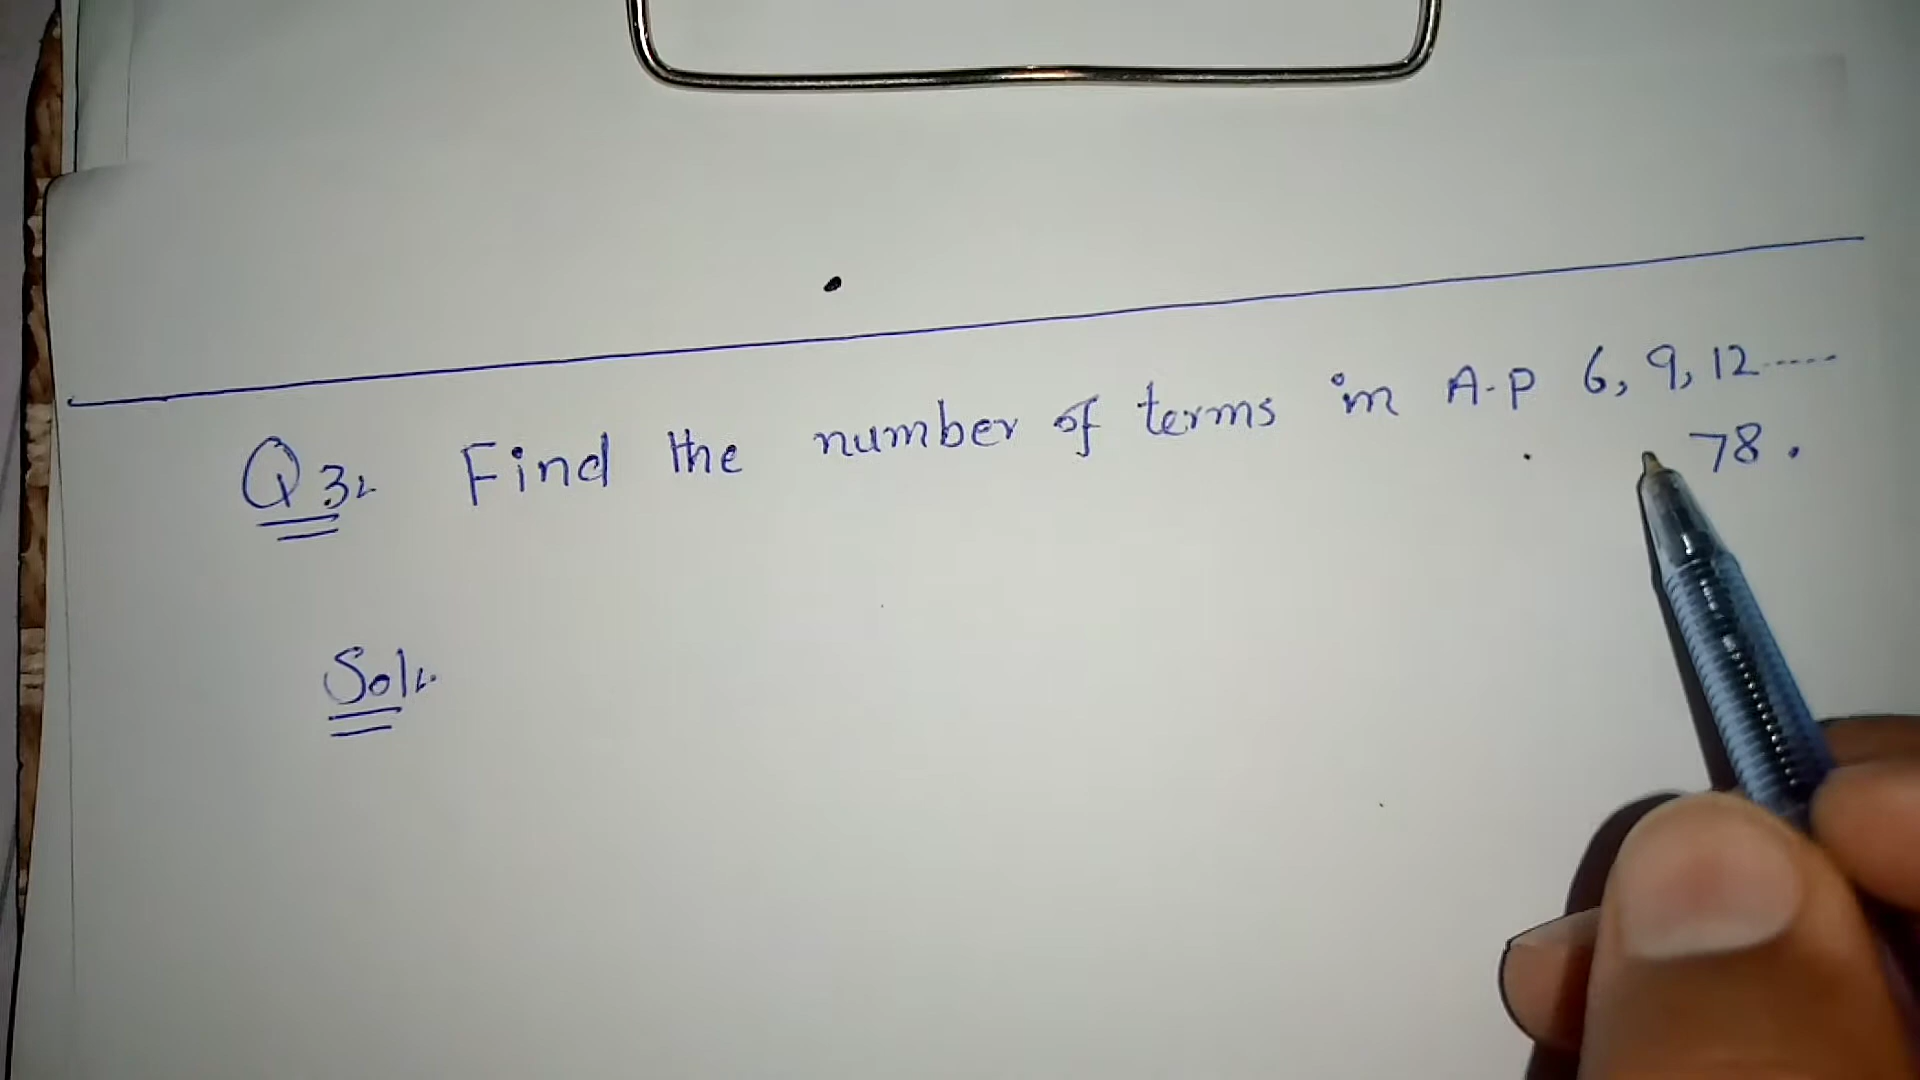 Q3. Find the number of terms in A.P 6, 9, 12.....
78.
Sol.